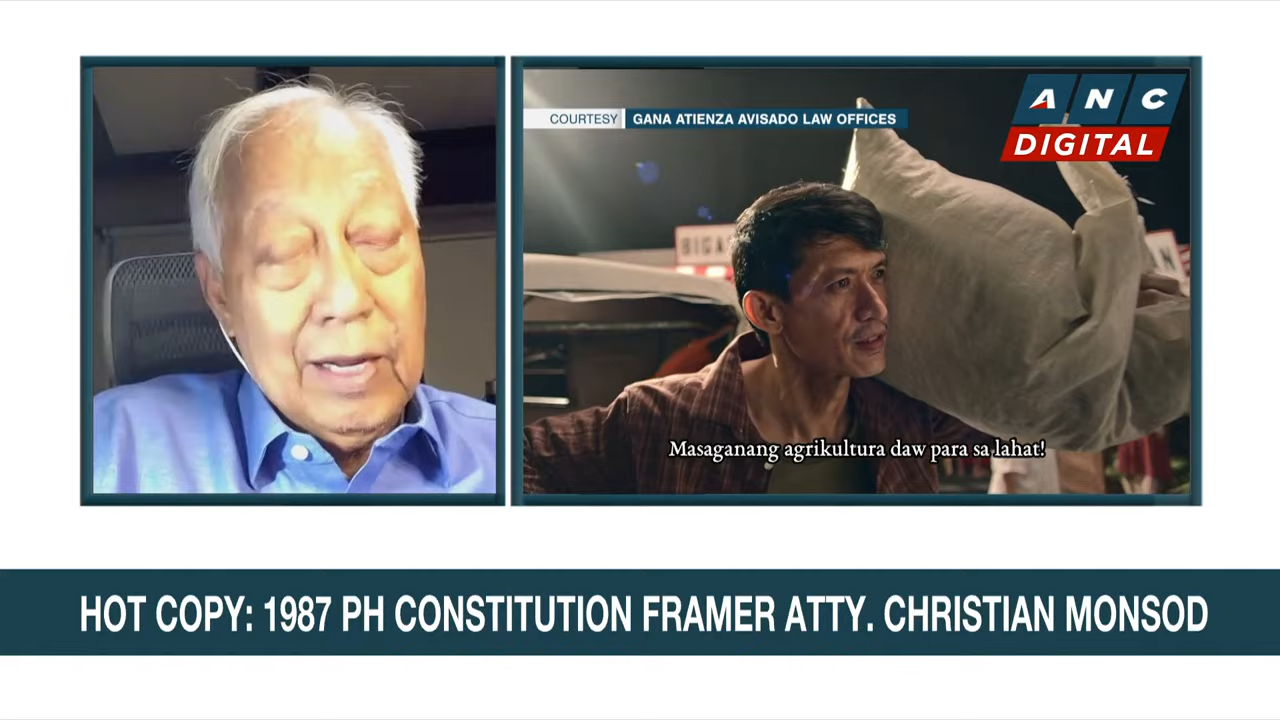 COURTESY GANA ATIENZA AVISADO LAW OFFICES
ANC
DIGITAL
Masaganang agrikultura daw para sa lahat!
HOT COPY: 1987 PH CONSTITUTION FRAMER ATTY. CHRISTIAN MONSOD